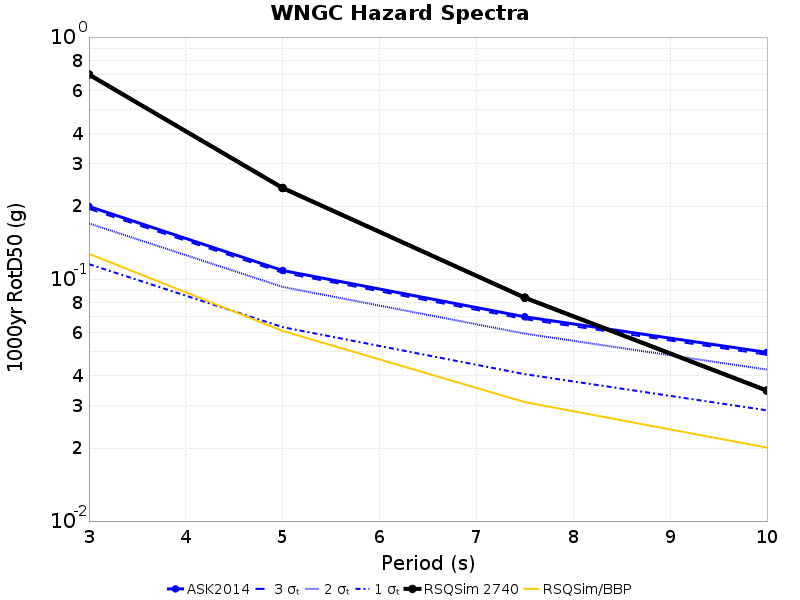 WNGC Hazard Spectra
1000yr RotD50 (g)
10^0
8
6
4
3
2
10^-1
8
6
4
3
2
10^-2
3 4 5 6 7 8 9 10
Period (s)
ASK2014 3 σₜ 2 σₜ 1 σₜ RSQSim 2740 RSQSim/BBP